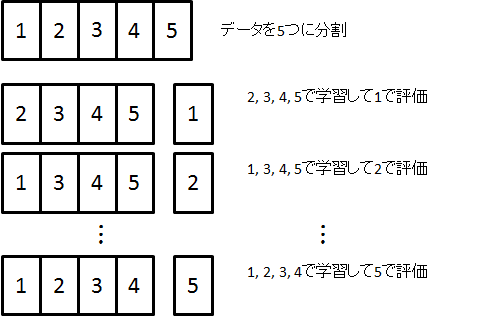 1 2 3 4 5 データを5つに分割
2 3 4 5 1 2, 3, 4, 5で学習して1で評価
1 3 4 5 2 1, 3, 4, 5で学習して2で評価
⋮ ⋮
1 2 3 4 5 1, 2, 3, 4で学習して5で評価